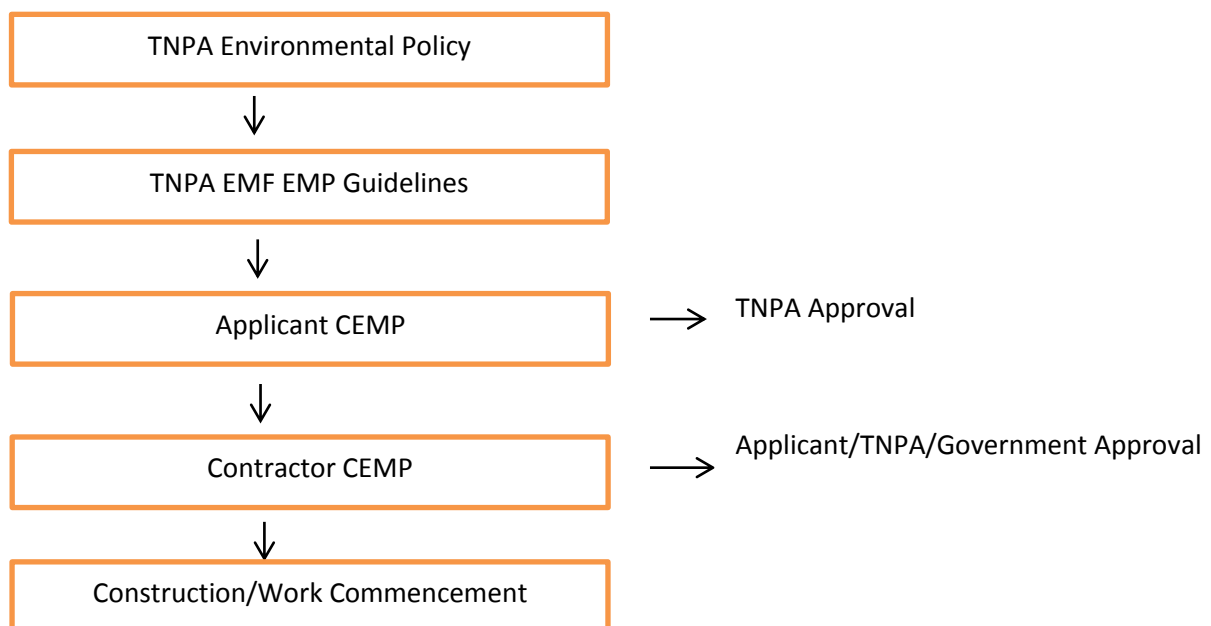 TNPA Environmental Policy
TNPA EMF EMP Guidelines
Applicant CEMP
TNPA Approval
Contractor CEMP
Applicant/TNPA/Government Approval
Construction/Work Commencement